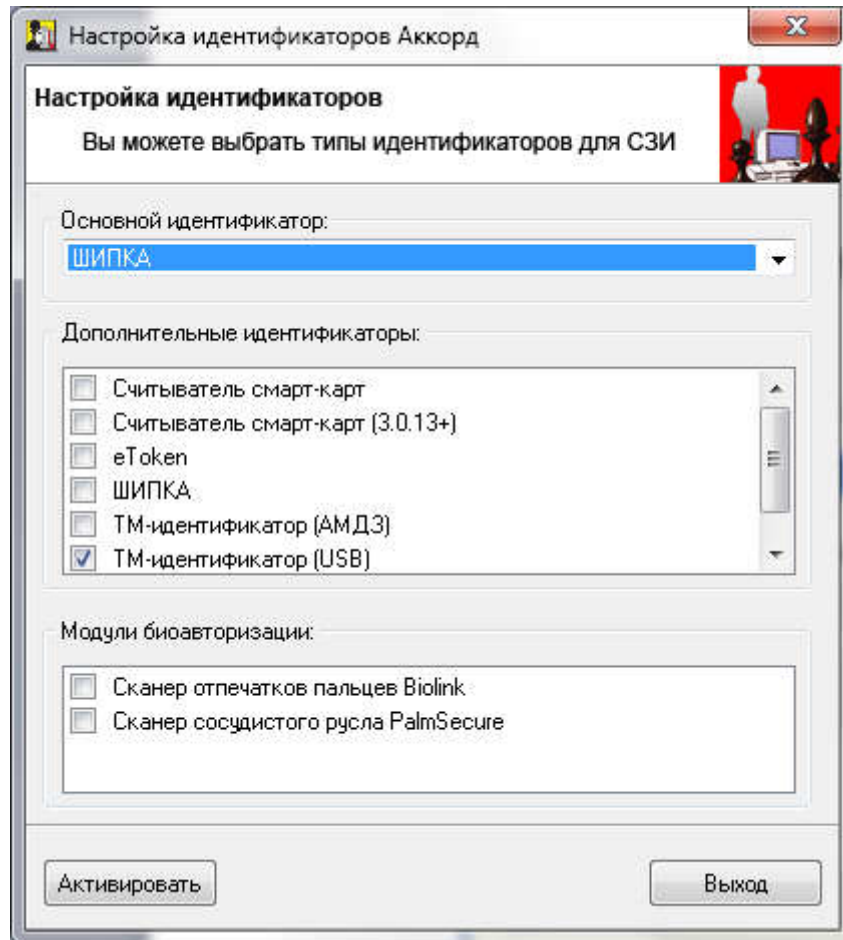 Настройка идентификаторов Аккорд
Настройка идентификаторов
Вы можете выбрать типы идентификаторов для СЗИ
Основной идентификатор:
ШИПКА
Дополнительные идентификаторы:
Считыватель смарт-карт
Считыватель смарт-карт (3.0.13+)
eToken
ШИПКА
ТМ-идентификатор (АМДЗ)
ТМ-идентификатор (USB)
Модули биоавторизации:
Сканер отпечатков пальцев Biolink
Сканер сосудистого русла PalmSecure
Активировать
Выход